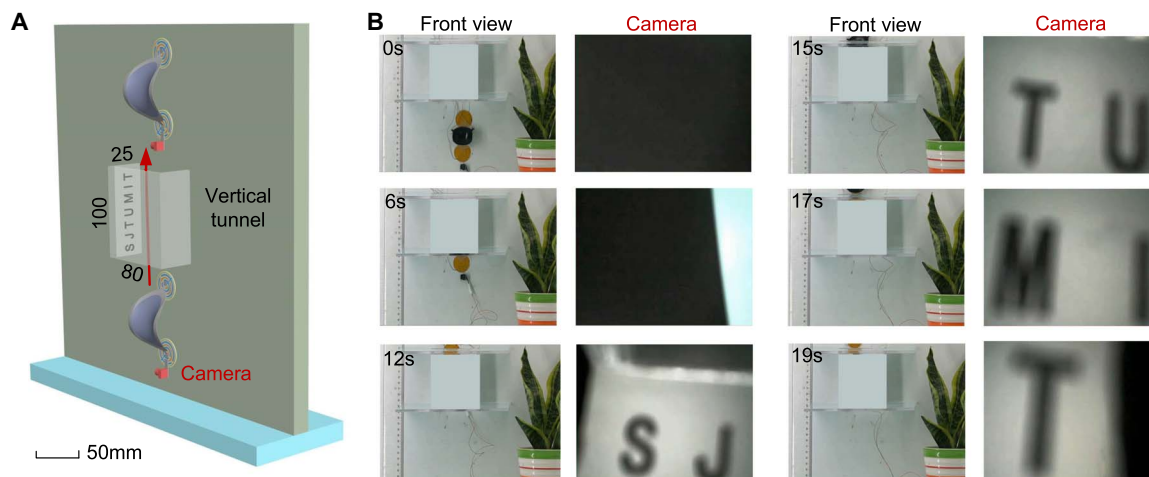 A
25
100
SJTUMIT
80
Vertical
tunnel
Camera
50mm
B
Front view
Camera
Front view
Camera
0s
15s
T U
6s
17s
M I
12s
S J
19s
T